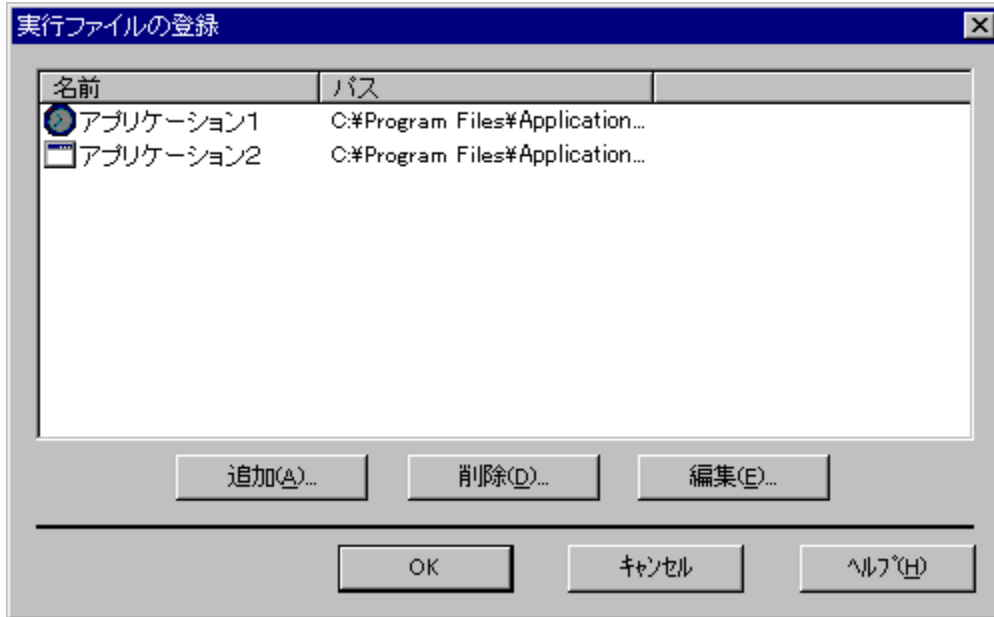 実行ファイルの登録
名前 パス
アプリケーション1 C:¥Program Files¥Application...
アプリケーション2 C:¥Program Files¥Application...
追加(A)... 削除(D)... 編集(E)...
OK ｷｬﾝｾﾙ ﾍﾙﾌﾟ(H)